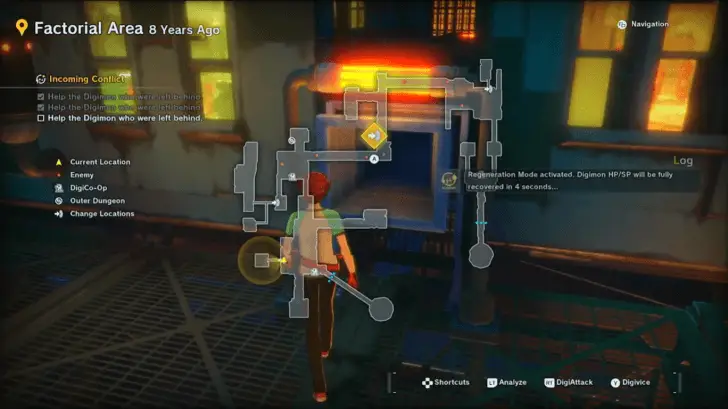 Factorial Area 8 Years Ago
Navigation
Incoming Conflict
Help the Digimon who were left behind.
Help the Digimon who were left behind.
Help the Digimon who were left behind.
Current Location
Enemy
DigiCo-Op
Outer Dungeon
Change Locations
A
Log
Regeneration Mode activated. Digimon HP/SP will be fully
recovered in 4 seconds...
Shortcuts LT Analyze RT DigiAttack Y Digivice